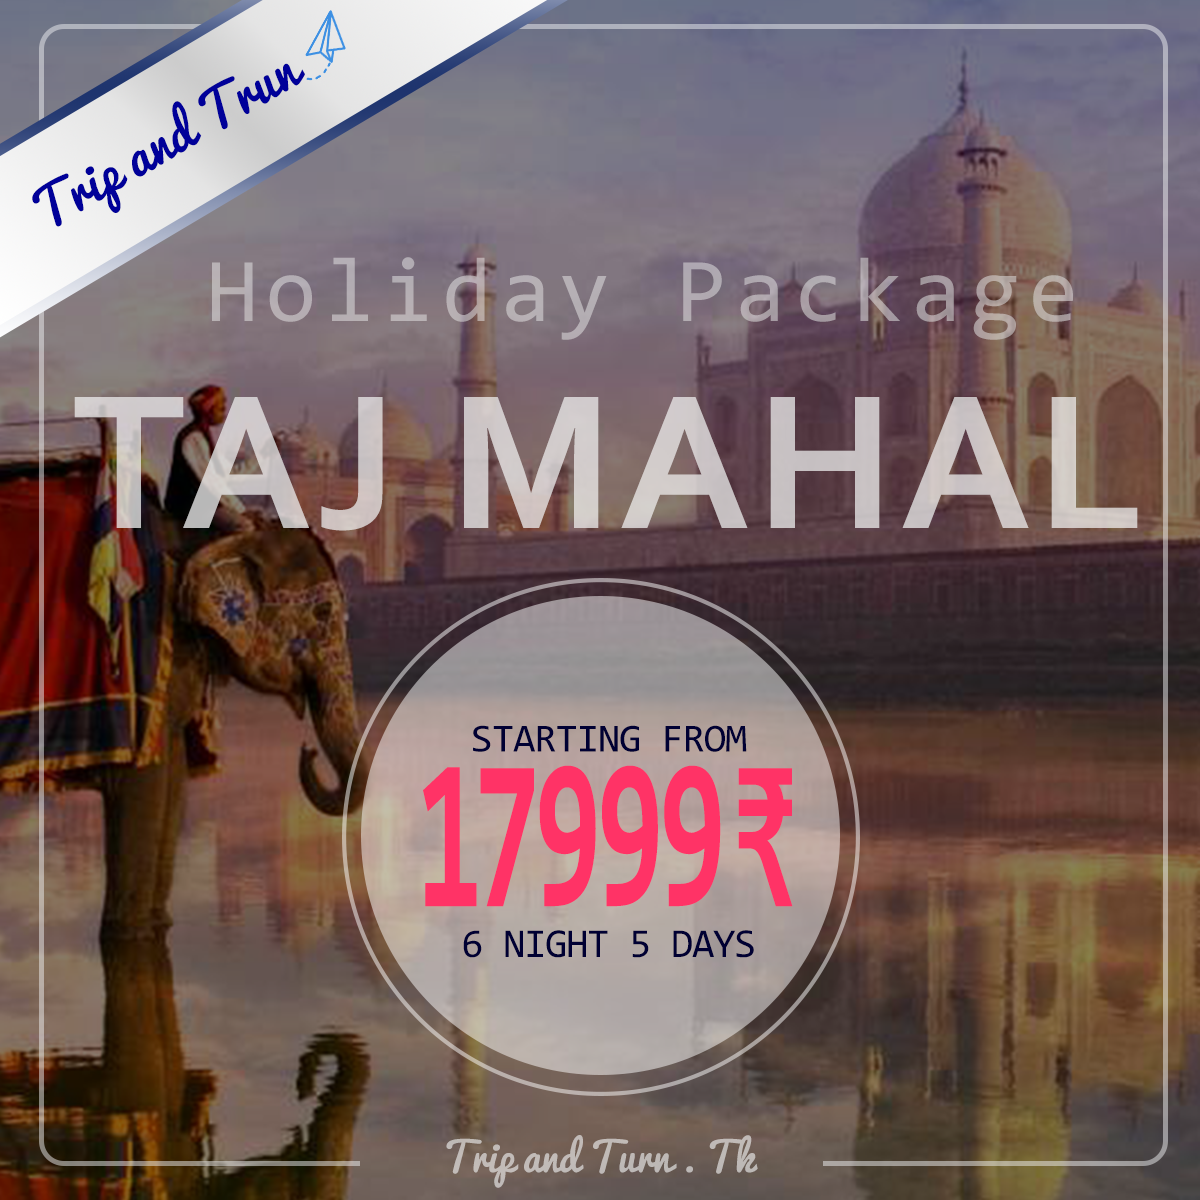 Trip and Trun
Holiday Package
TAJ MAHAL
STARTING FROM
17999₹
6 NIGHT 5 DAYS
Trip and Turn . Tk